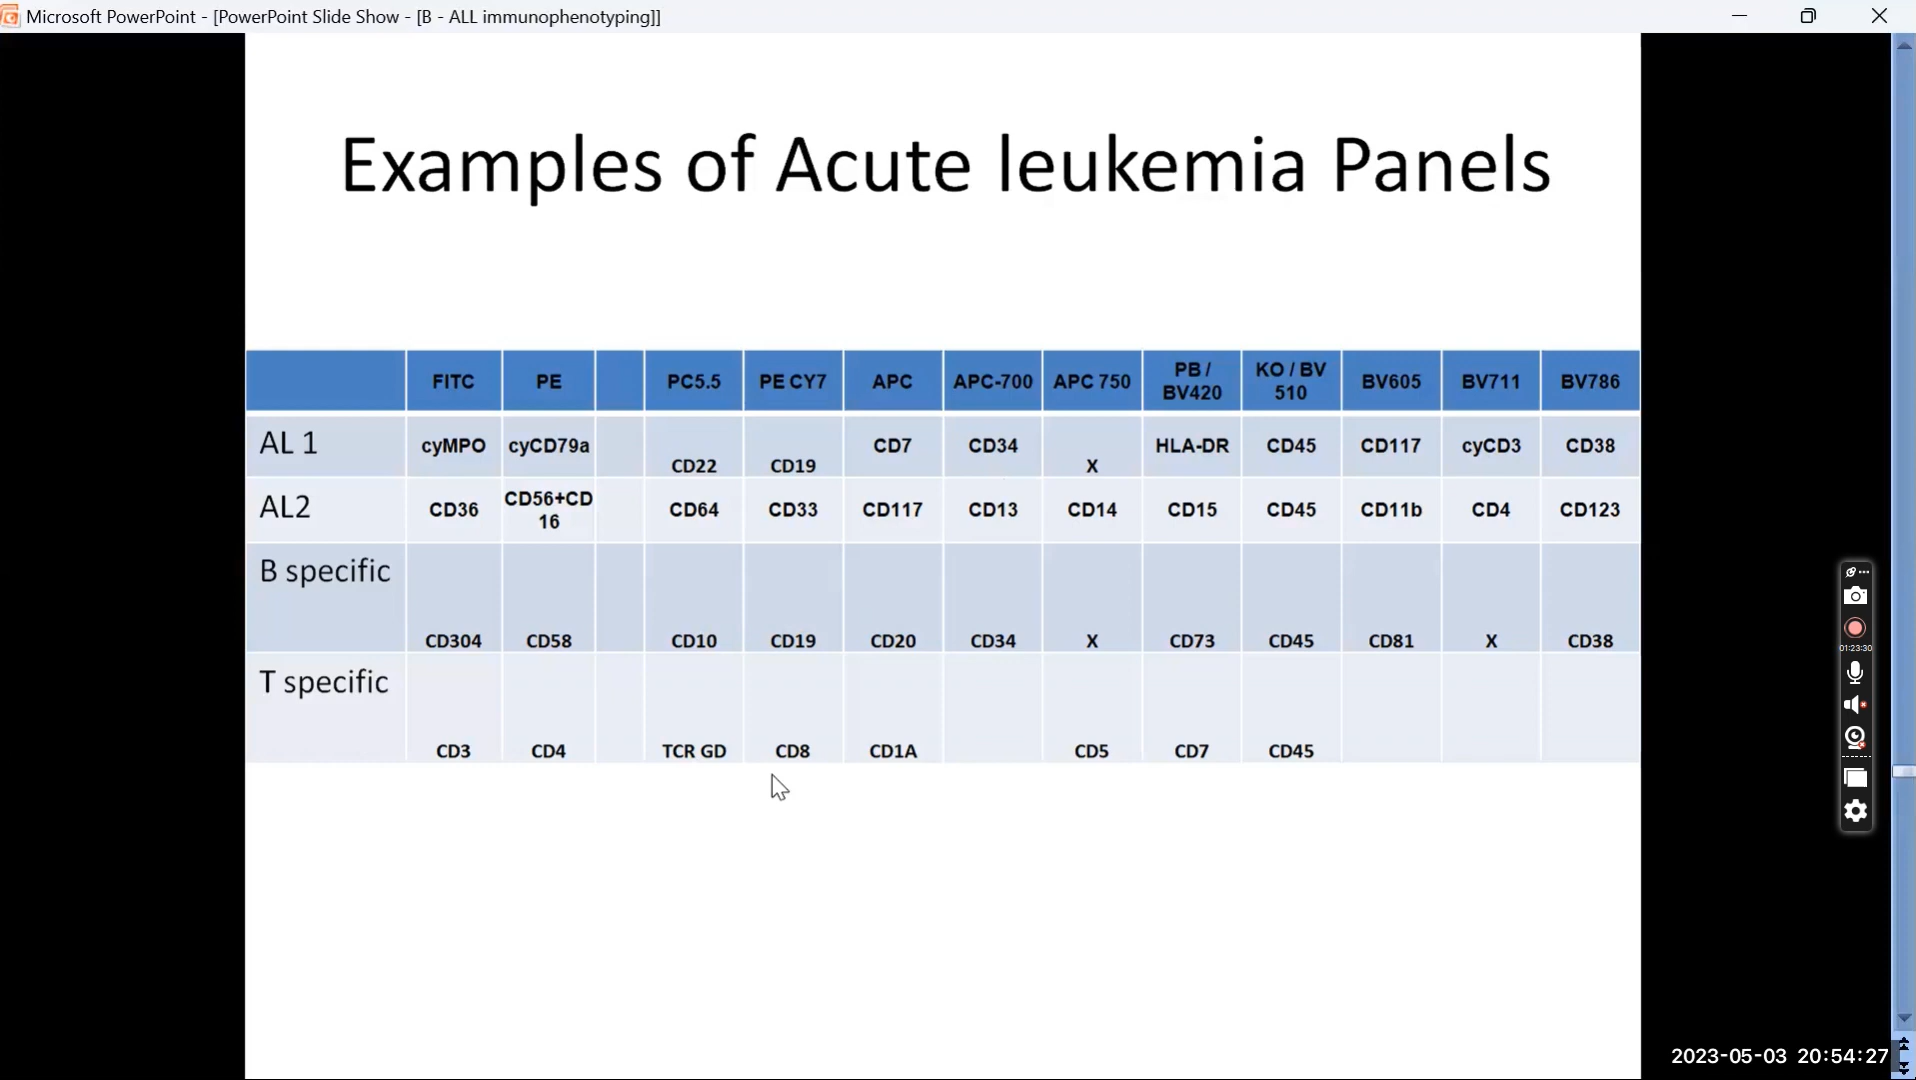 Microsoft PowerPoint - [PowerPoint Slide Show - [B - ALL immunophenotyping]]
Examples of Acute leukemia Panels
FITC PE PC5.5 PE CY7 APC APC-700 APC 750 PB / BV420 KO / BV 510 BV605 BV711 BV786
AL 1 cyMPO cyCD79a CD22 CD19 CD7 CD34 X HLA-DR CD45 CD117 cyCD3 CD38
AL2 CD36 CD56+CD 16 CD64 CD33 CD117 CD13 CD14 CD15 CD45 CD11b CD4 CD123
B specific CD304 CD58 CD10 CD19 CD20 CD34 X CD73 CD45 CD81 X CD38
T specific CD3 CD4 TCR GD CD8 CD1A CD5 CD7 CD45
01:23:30
2023-05-03 20:54:27